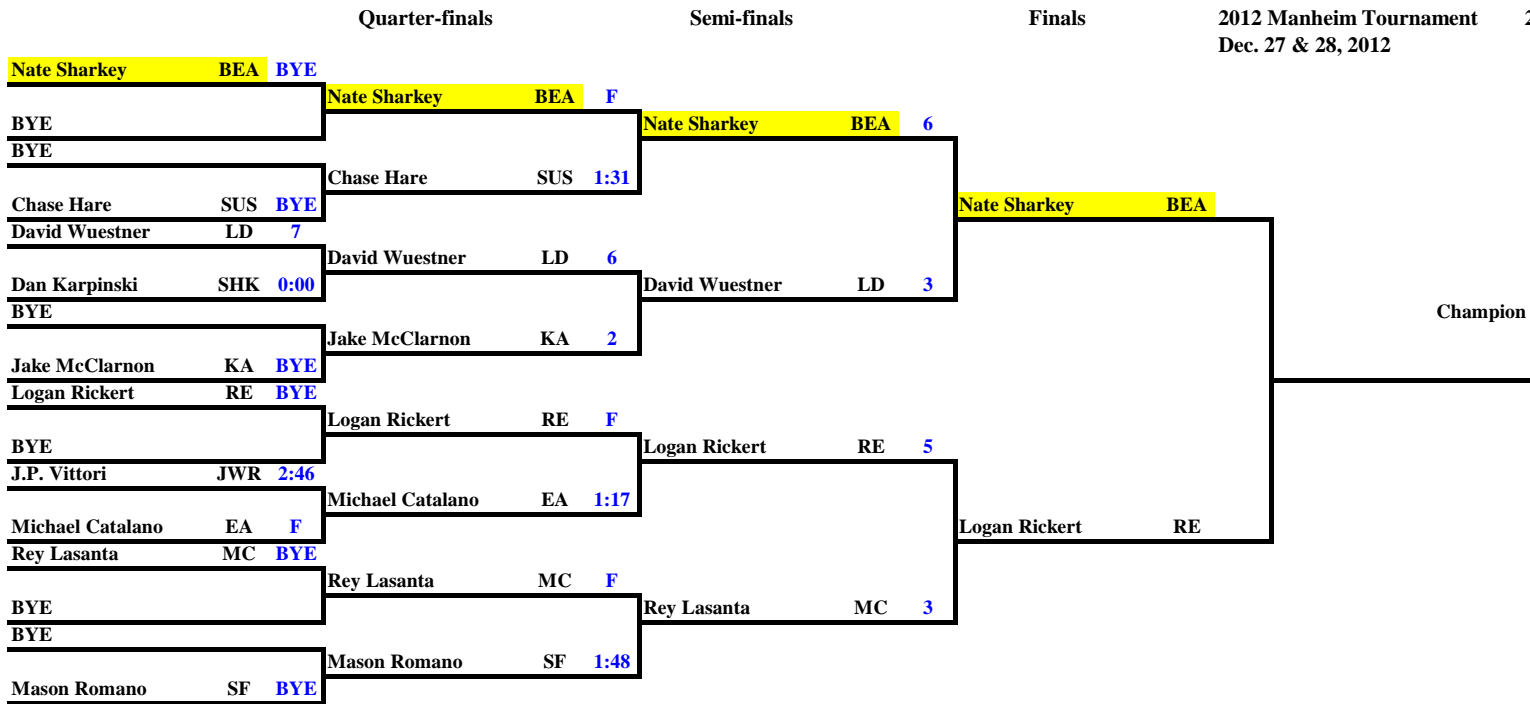 Quarter-finals Semi-finals Finals 2012 Manheim Tournament 2
Dec. 27 & 28, 2012
Nate Sharkey BEA BYE
Nate Sharkey BEA F
BYE
Nate Sharkey BEA 6
BYE
Chase Hare SUS 1:31
Chase Hare SUS BYE
Nate Sharkey BEA
David Wuestner LD 7
David Wuestner LD 6
Dan Karpinski SHK 0:00
David Wuestner LD 3
BYE
Champion
Jake McClarnon KA 2
Jake McClarnon KA BYE
Logan Rickert RE BYE
Logan Rickert RE F
BYE
Logan Rickert RE 5
J.P. Vittori JWR 2:46
Michael Catalano EA 1:17
Michael Catalano EA F
Logan Rickert RE
Rey Lasanta MC BYE
Rey Lasanta MC F
BYE
Rey Lasanta MC 3
BYE
Mason Romano SF 1:48
Mason Romano SF BYE